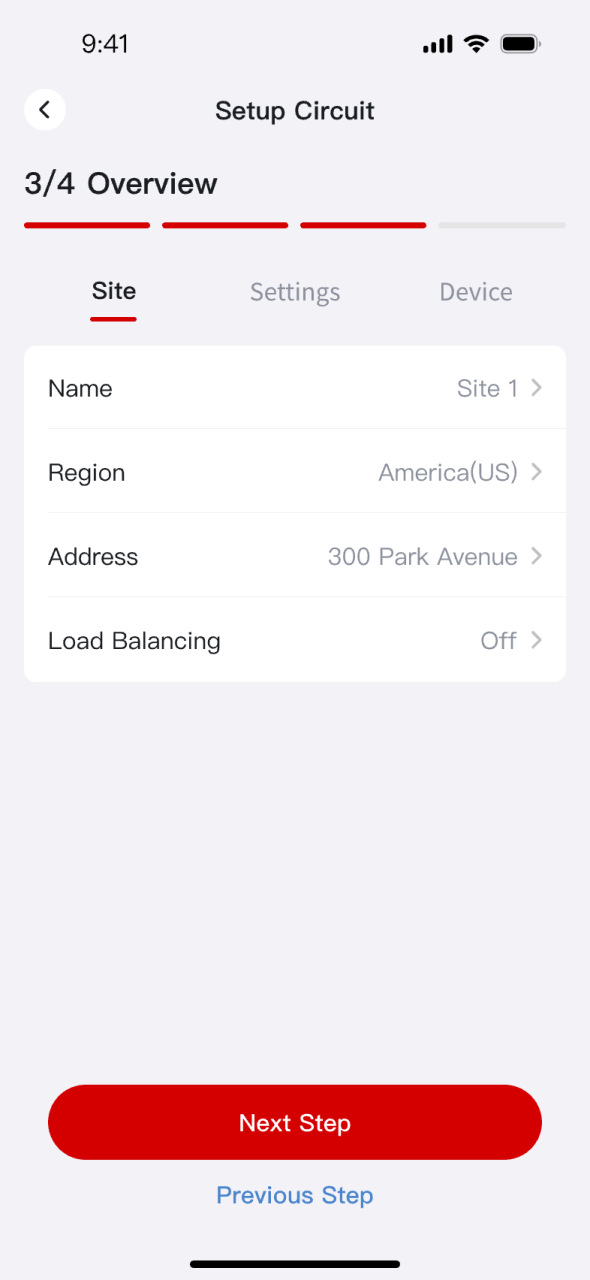 9:41
Setup Circuit
3/4 Overview
Site Settings Device
Name Site 1
Region America(US)
Address 300 Park Avenue
Load Balancing Off
Next Step
Previous Step